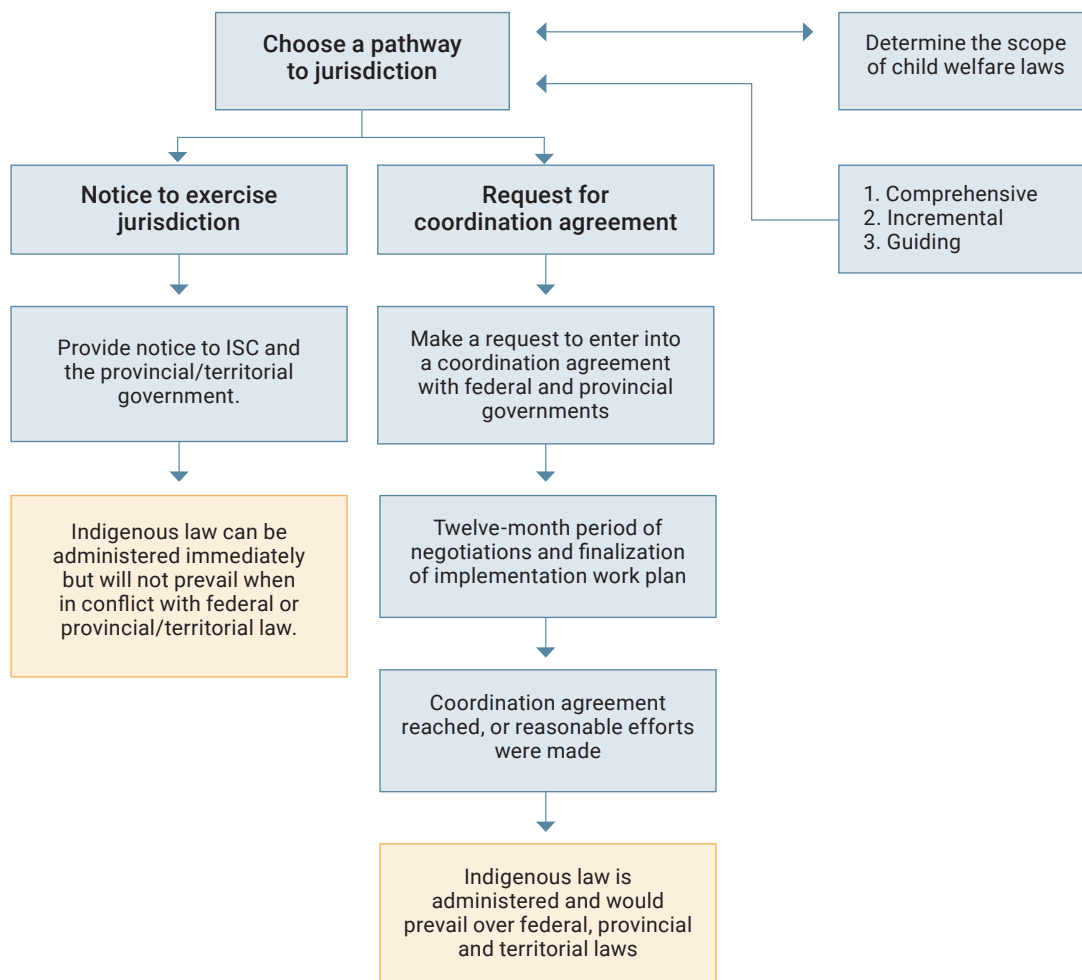 Choose a pathway
to jurisdiction
Determine the scope
of child welfare laws
Notice to exercise
jurisdiction
Request for
coordination agreement
1. Comprehensive
2. Incremental
3. Guiding
Provide notice to ISC and
the provincial/territorial
government.
Make a request to enter into
a coordination agreement
with federal and provincial
governments
Indigenous law can be
administered immediately
but will not prevail when
in conflict with federal or
provincial/territorial law.
Twelve-month period of
negotiations and finalization
of implementation work plan
Coordination agreement
reached, or reasonable efforts
were made
Indigenous law is
administered and would
prevail over federal, provincial
and territorial laws